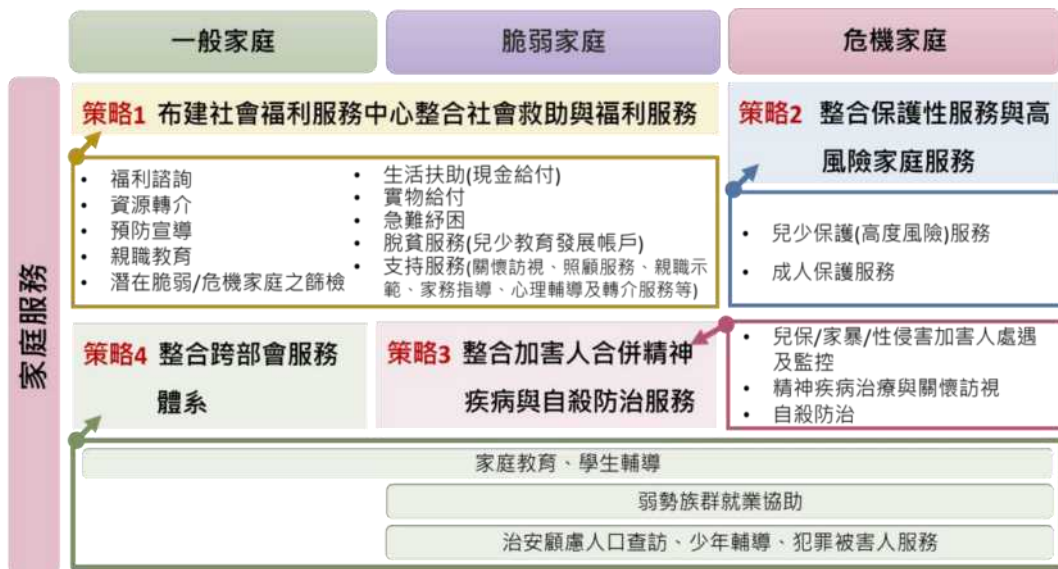 一般家庭
脆弱家庭
危機家庭
家庭服務
策略1 布建社會福利服務中心整合社會救助與福利服務
• 福利諮詢
• 資源轉介
• 預防宣導
• 親職教育
• 潛在脆弱/危機家庭之篩檢
• 生活扶助(現金給付)
• 實物給付
• 急難紓困
• 脫貧服務(兒少教育發展帳戶)
• 支持服務(關懷訪視、照顧服務、親職示
範、家務指導、心理輔導及轉介服務等)
策略2 整合保護性服務與高
風險家庭服務
• 兒少保護(高度風險)服務
• 成人保護服務
策略4 整合跨部會服務
體系
策略3 整合加害人合併精神
疾病與自殺防治服務
• 兒保/家暴/性侵害加害人處遇
及監控
• 精神疾病治療與關懷訪視
• 自殺防治
家庭教育、學生輔導
弱勢族群就業協助
治安顧慮人口查訪、少年輔導、犯罪被害人服務